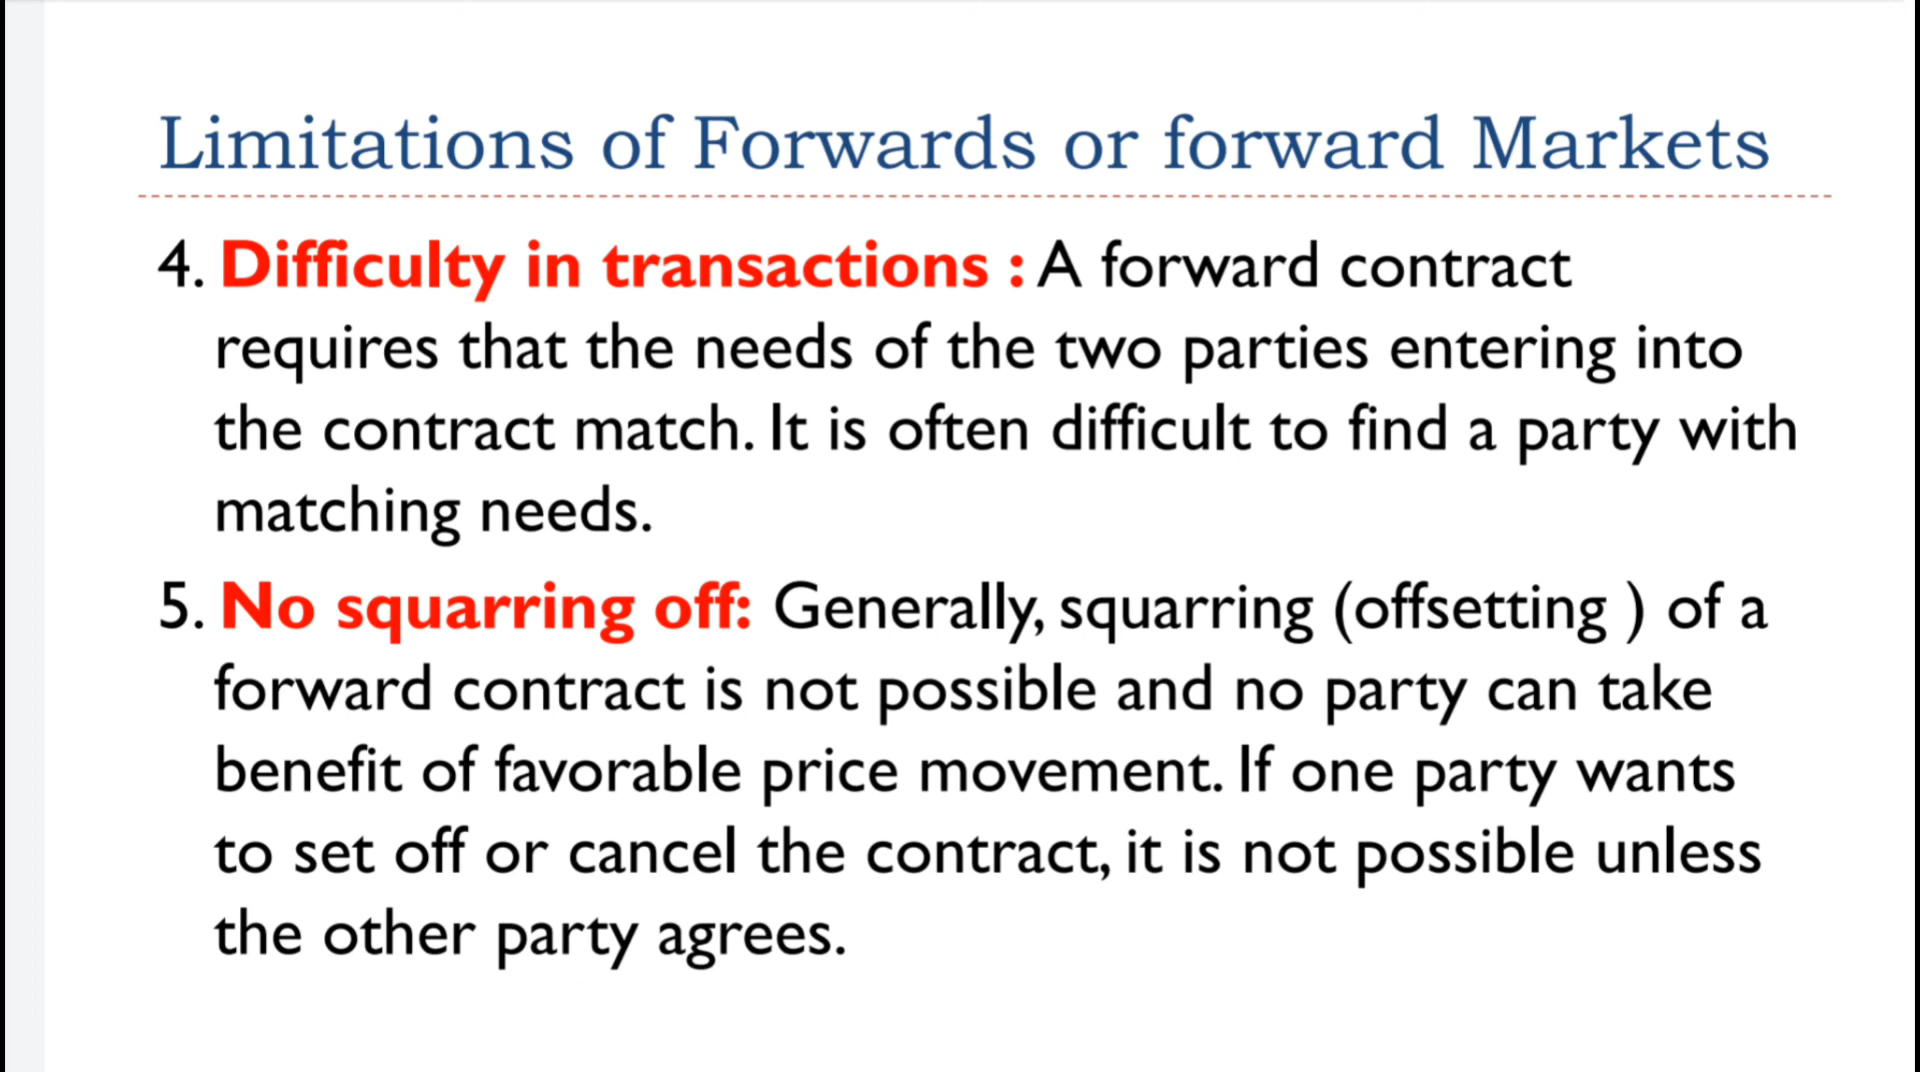 Limitations of Forwards or forward Markets
4. Difficulty in transactions : A forward contract
requires that the needs of the two parties entering into
the contract match. It is often difficult to find a party with
matching needs.
5. No squarring off: Generally, squarring (offsetting ) of a
forward contract is not possible and no party can take
benefit of favorable price movement. If one party wants
to set off or cancel the contract, it is not possible unless
the other party agrees.